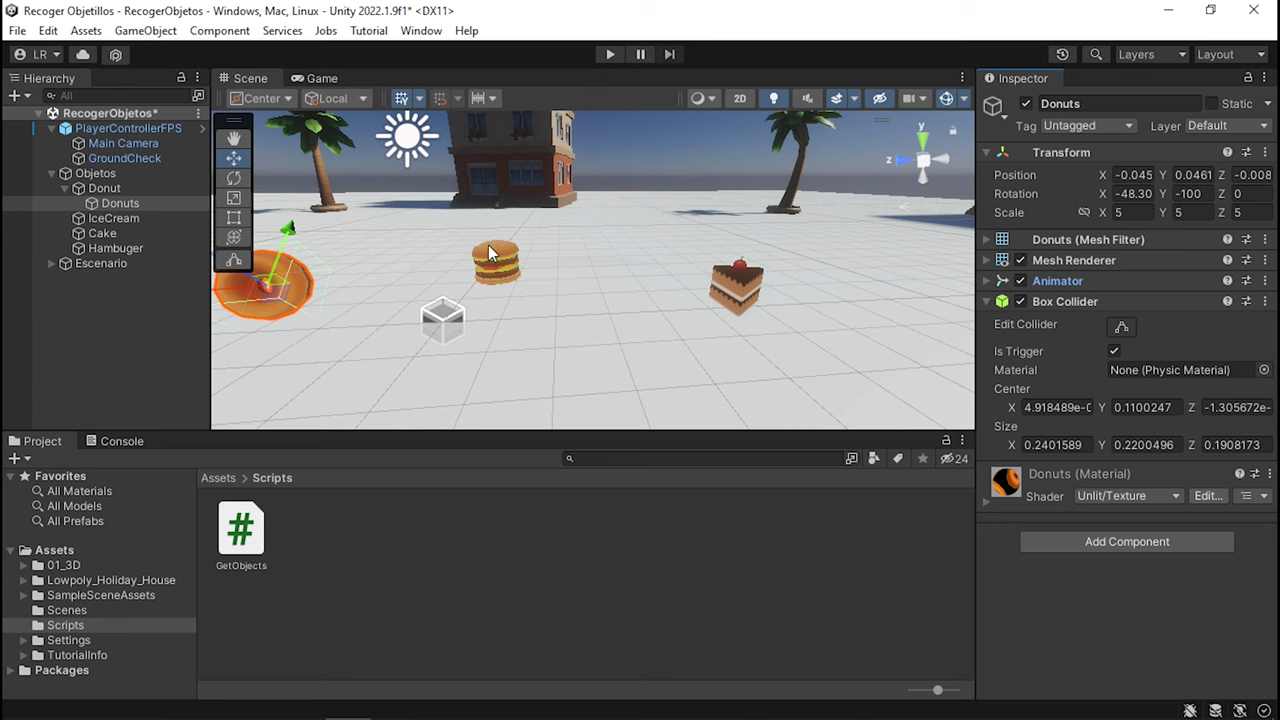 Recoger Objetillos - RecogerObjetos - Windows, Mac, Linux - Unity 2022.1.9f1* <DX11>
File Edit Assets GameObject Component Services Jobs Tutorial Window Help
LR Layers Layout
Hierarchy
All
RecogerObjetos*
PlayerControllerFPS
Main Camera
GroundCheck
Objetos
Donut
Donuts
IceCream
Cake
Hambuger
Escenario
Scene Game
Center Local 2D
y
z
Inspector
Donuts Static
Tag Untagged Layer Default
Transform
Position X -0.045 Y 0.0461 Z -0.008
Rotation X -48.30 Y -100 Z 0
Scale X 5 Y 5 Z 5
Donuts (Mesh Filter)
Mesh Renderer
Animator
Box Collider
Edit Collider
Is Trigger
Material None (Physic Material)
Center
X 4.918489e-0 Y 0.1100247 Z -1.305672e-
Size
X 0.2401589 Y 0.2200496 Z 0.1908173
Donuts (Material)
Shader Unlit/Texture Edit...
Add Component
Project Console
24
Favorites
All Materials
All Models
All Prefabs
Assets
01_3D
Lowpoly_Holiday_House
SampleSceneAssets
Scenes
Scripts
Settings
TutorialInfo
Packages
Assets > Scripts
#
GetObjects